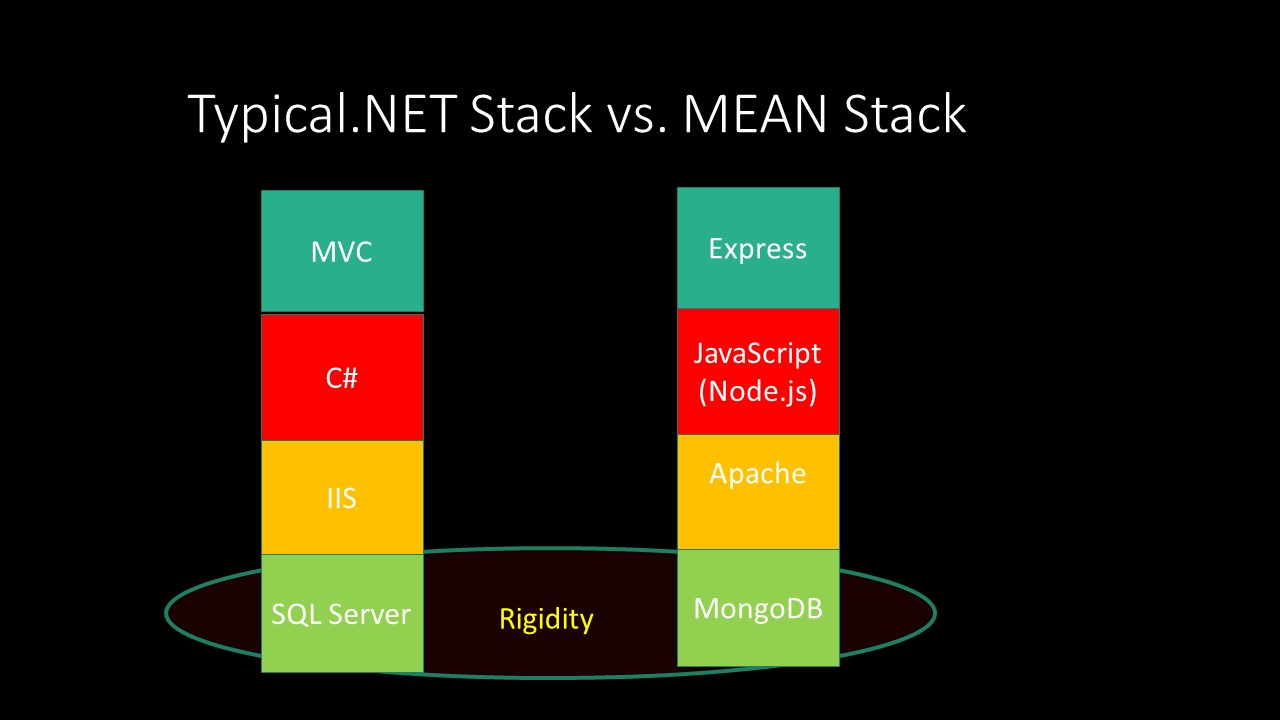 Typical.NET Stack vs. MEAN Stack
MVC
C#
IIS
SQL Server
Rigidity
Express
JavaScript
(Node.js)
Apache
MongoDB